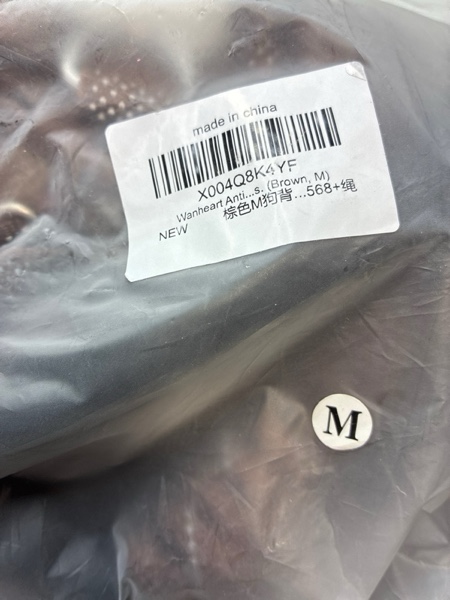 made in china
X004Q8K4YF
Wanheart Anti...s. (Brown, M)
棕色M狗背...568+绳
NEW
M